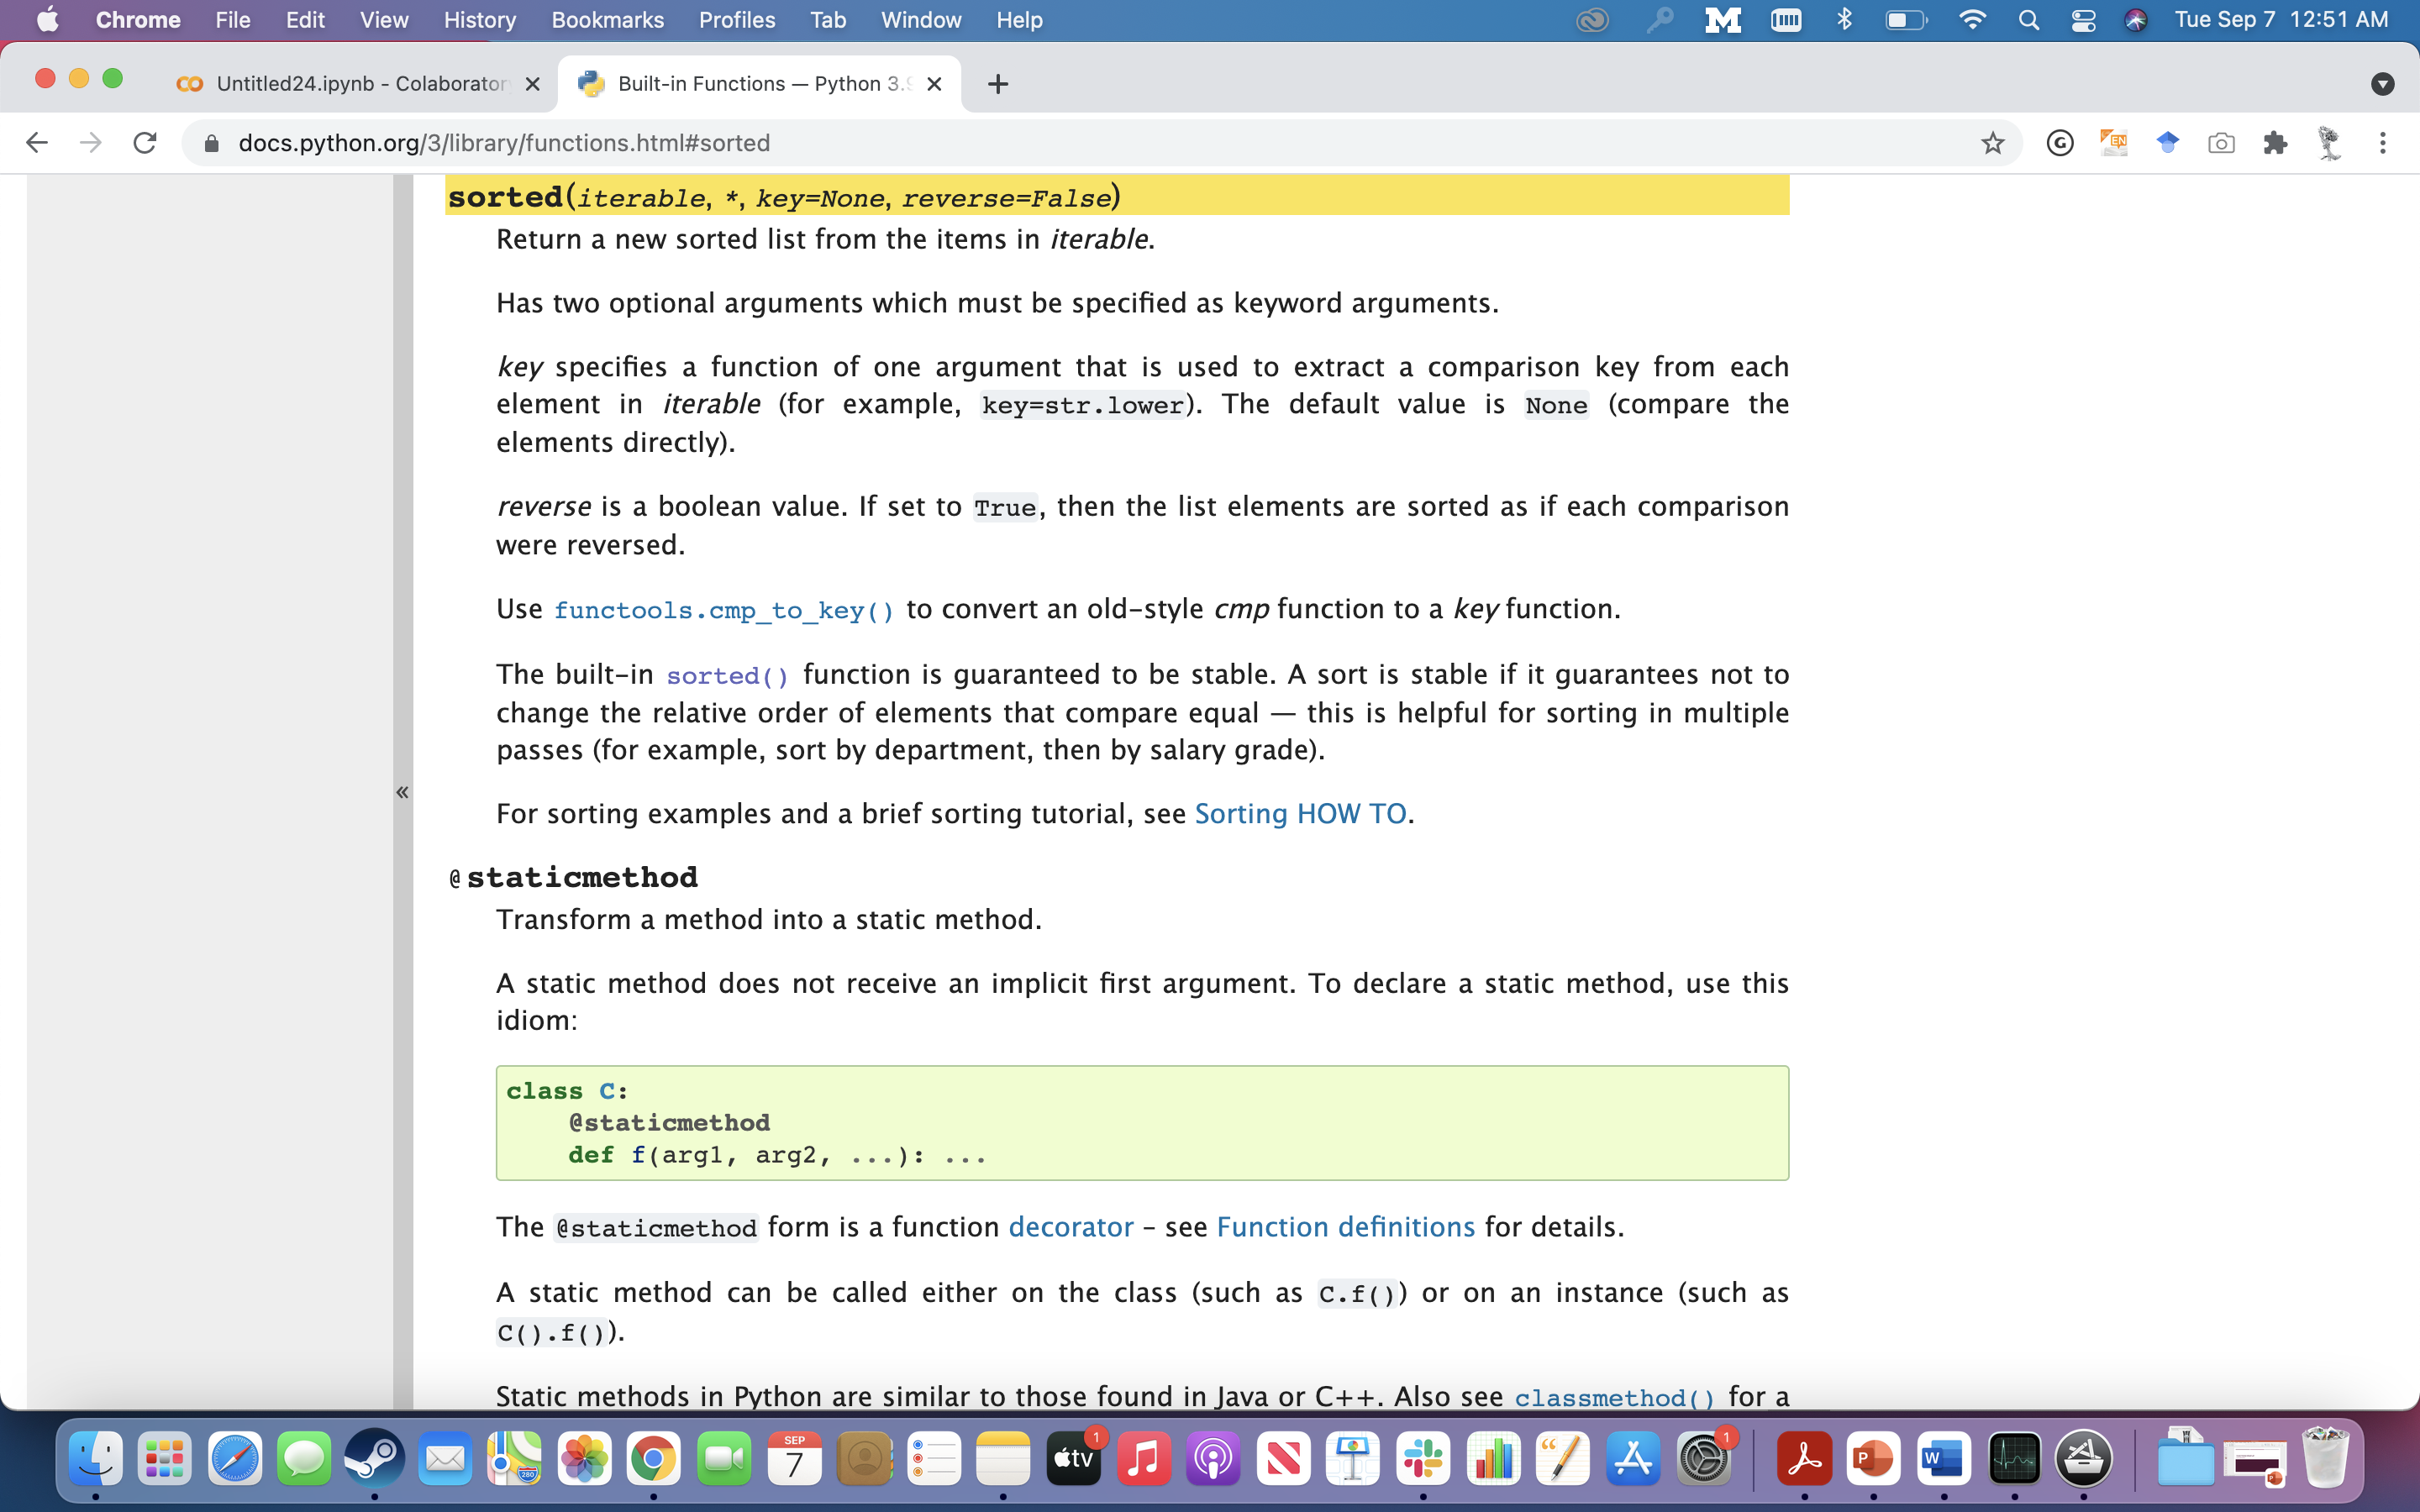 Chrome File Edit View History Bookmarks Profiles Tab Window Help Tue Sep 7 12:51 AM
Untitled24.ipynb - Colaboratory Built-in Functions — Python 3.9
docs.python.org/3/library/functions.html#sorted
sorted(iterable, *, key=None, reverse=False)
Return a new sorted list from the items in iterable.
Has two optional arguments which must be specified as keyword arguments.
key specifies a function of one argument that is used to extract a comparison key from each
element in iterable (for example, key=str.lower). The default value is None (compare the
elements directly).
reverse is a boolean value. If set to True, then the list elements are sorted as if each comparison
were reversed.
Use functools.cmp_to_key() to convert an old-style cmp function to a key function.
The built-in sorted() function is guaranteed to be stable. A sort is stable if it guarantees not to
change the relative order of elements that compare equal — this is helpful for sorting in multiple
passes (for example, sort by department, then by salary grade).
«
For sorting examples and a brief sorting tutorial, see Sorting HOW TO.
@staticmethod
Transform a method into a static method.
A static method does not receive an implicit first argument. To declare a static method, use this
idiom:
class C:
    @staticmethod
    def f(arg1, arg2, ...): ...
The @staticmethod form is a function decorator – see Function definitions for details.
A static method can be called either on the class (such as C.f()) or on an instance (such as
C().f()).
Static methods in Python are similar to those found in Java or C++. Also see classmethod() for a
280 SEP 7 tv 1 1 P W